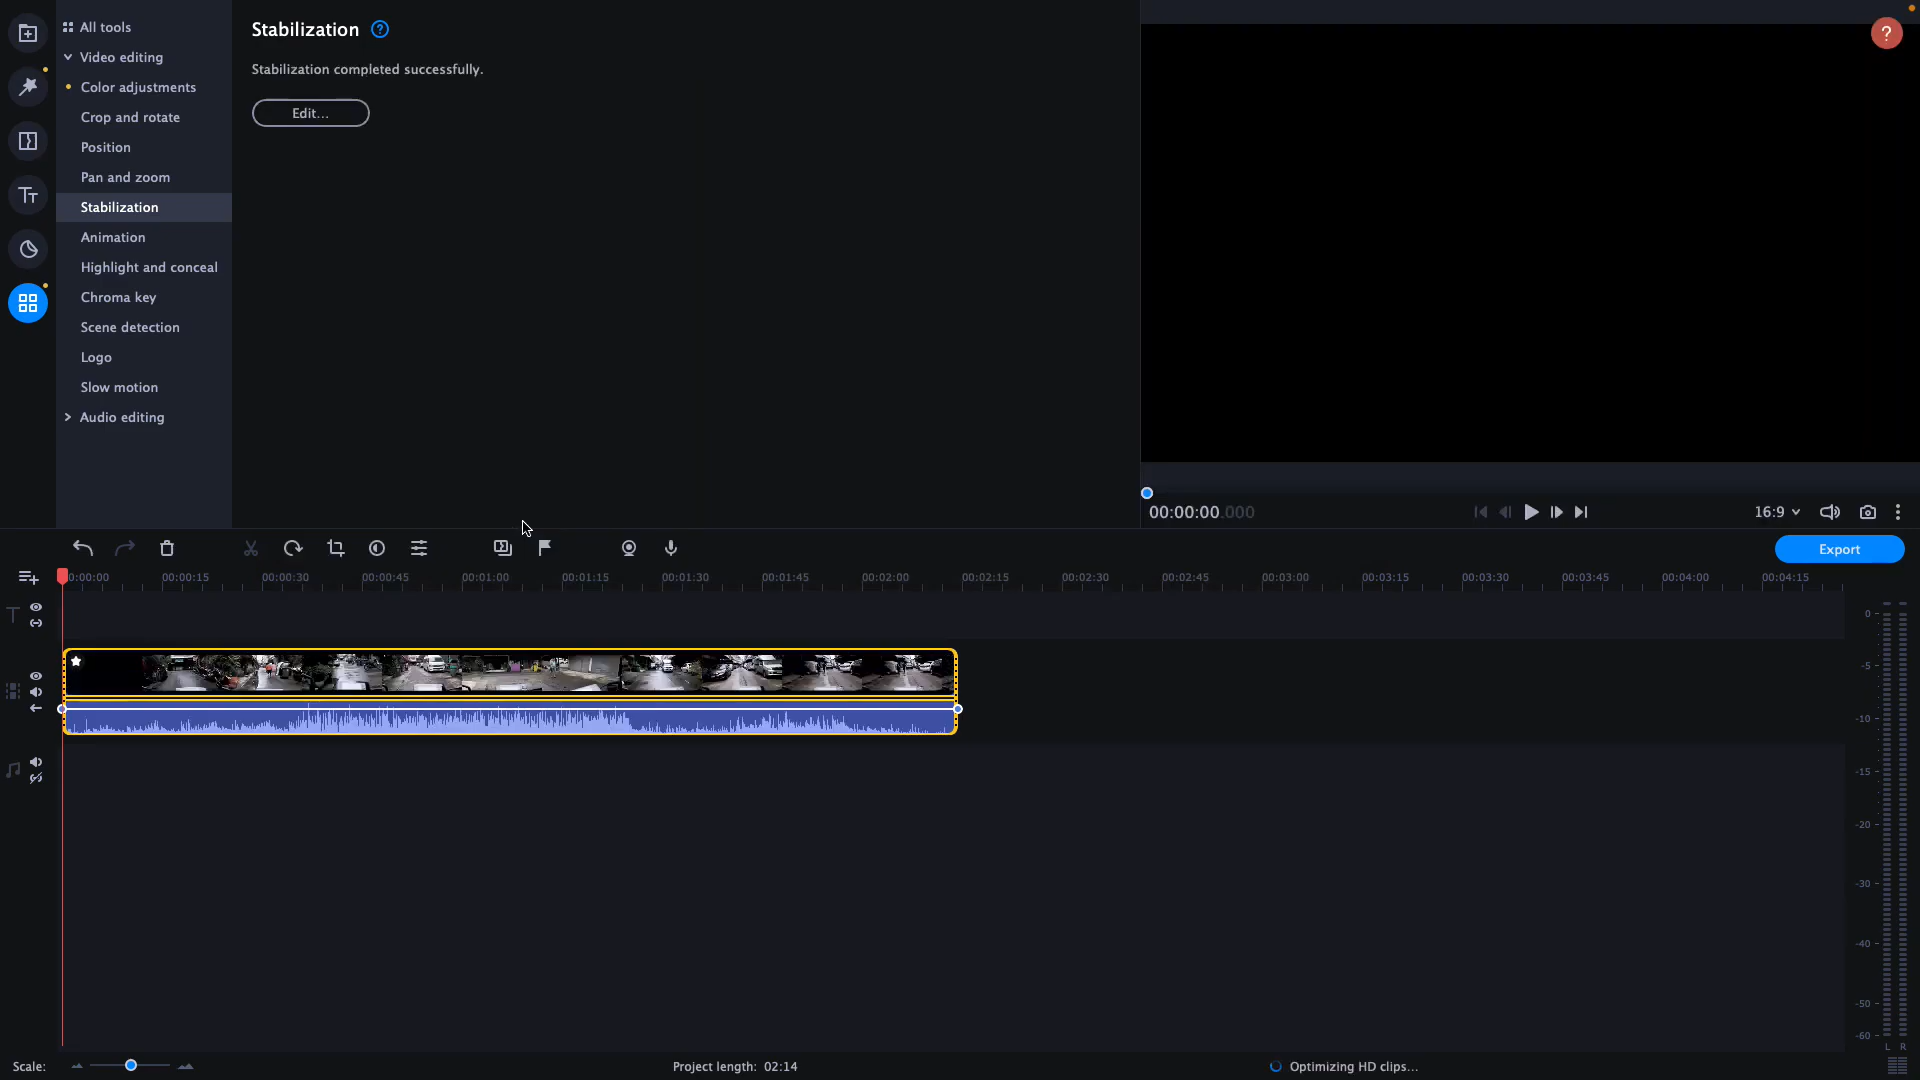 All tools
Video editing
Color adjustments
Crop and rotate
Position
Pan and zoom
Stabilization
Animation
Highlight and conceal
Chroma key
Scene detection
Logo
Slow motion
Audio editing
Stabilization ?
Stabilization completed successfully.
Edit...
?
00:00:00.000
16:9
Export
0:00:00 00:00:15 00:00:30 00:00:45 00:01:00 00:01:15 00:01:30 00:01:45 00:02:00 00:02:15 00:02:30 00:02:45 00:03:00 00:03:15 00:03:30 00:03:45 00:04:00 00:04:15
0
-5
-10
-15
-20
-30
-40
-50
-60
L R
Scale:
Project length: 02:14
Optimizing HD clips...